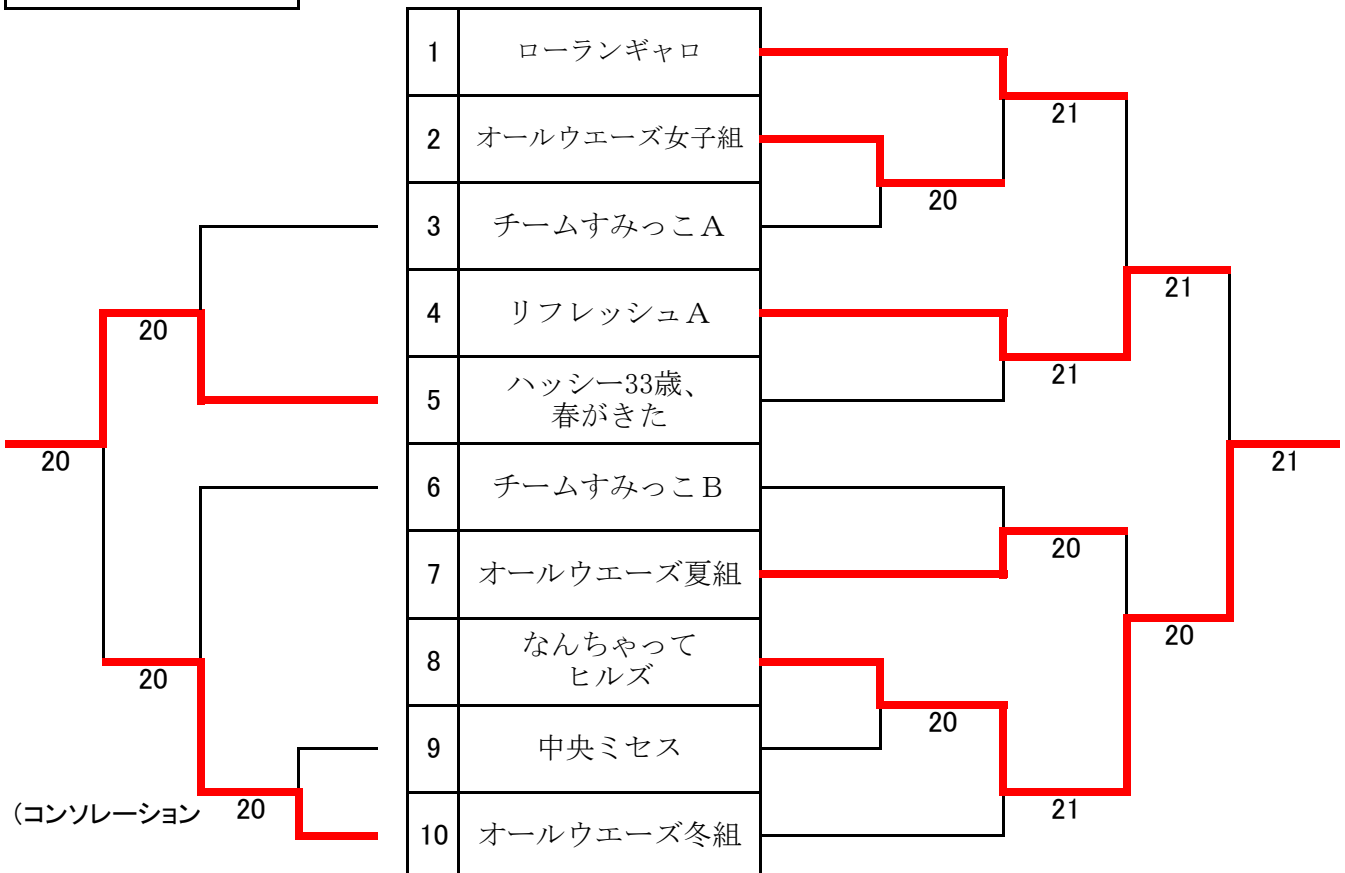 1 ローランギャロ
21
2 オールウエーズ女子組
20
3 チームすみっこA
21
4 リフレッシュA
20
21
5 ハッシー33歳、
春がきた
20
21
6 チームすみっこB
20
7 オールウエーズ夏組
20
8 なんちゃって
ヒルズ
20
20
9 中央ミセス
(コンソレーション
20
21
10 オールウエーズ冬組